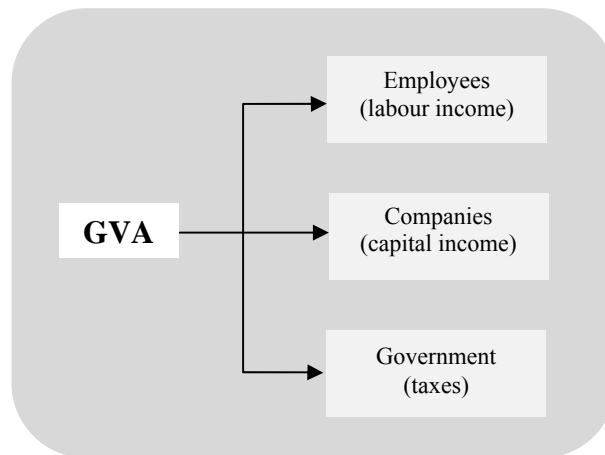 Employees
(labour income)
GVA
Companies
(capital income)
Government
(taxes)